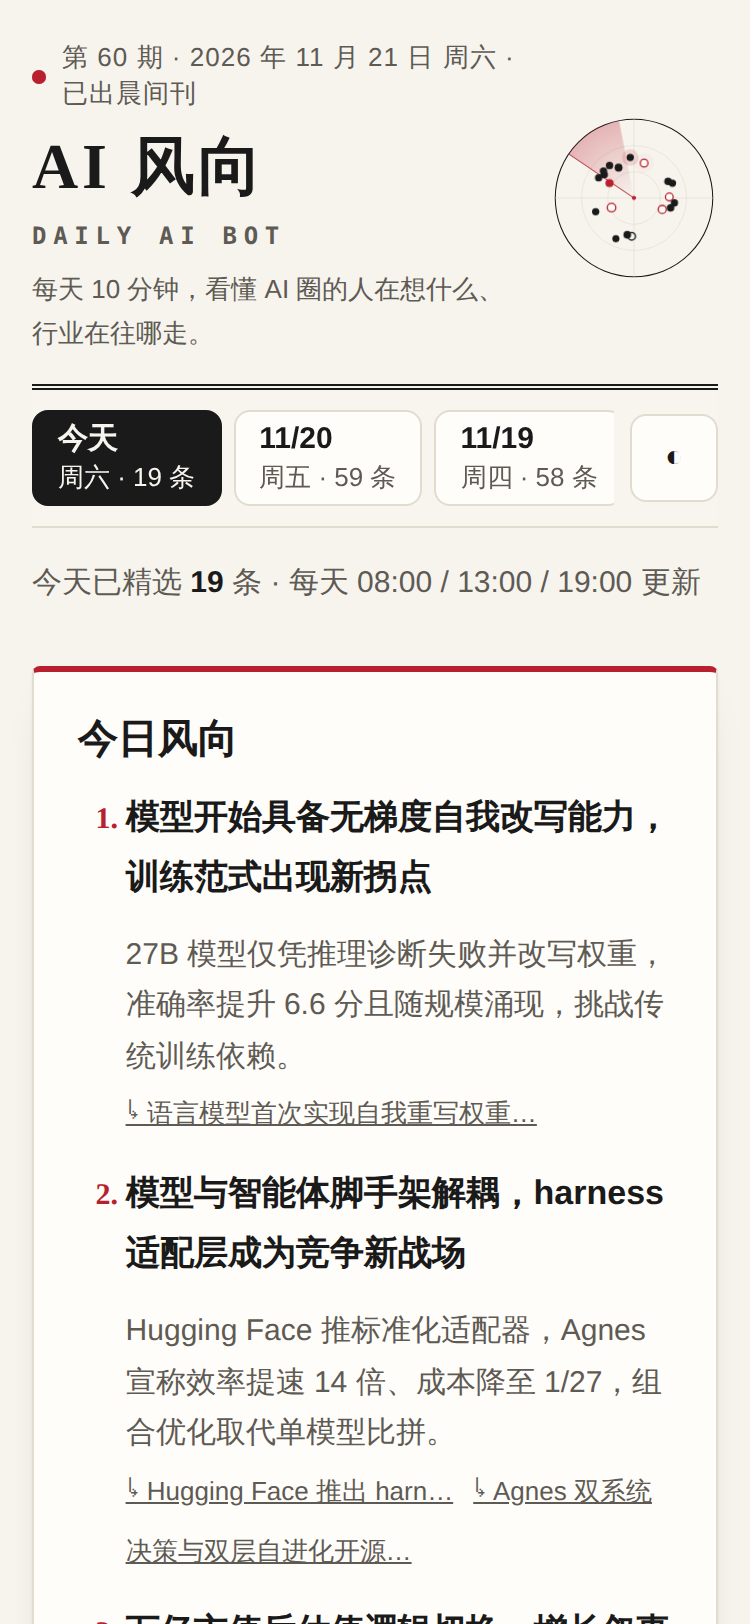 第 60 期 · 2026 年 11 月 21 日 周六 ·
已出晨间刊
AI 风向
DAILY AI BOT
每天 10 分钟，看懂 AI 圈的人在想什么、
行业在往哪走。
今天
周六 · 19 条
11/20
周五 · 59 条
11/19
周四 · 58 条
今天已精选 19 条 · 每天 08:00 / 13:00 / 19:00 更新
今日风向
1. 模型开始具备无梯度自我改写能力，
训练范式出现新拐点
27B 模型仅凭推理诊断失败并改写权重，
准确率提升 6.6 分且随规模涌现，挑战传
统训练依赖。
↳ 语言模型首次实现自我重写权重…
2. 模型与智能体脚手架解耦，harness
适配层成为竞争新战场
Hugging Face 推标准化适配器，Agnes
宣称效率提速 14 倍、成本降至 1/27，组
合优化取代单模型比拼。
↳ Hugging Face 推出 harn… ↳ Agnes 双系统
决策与双层自进化开源…